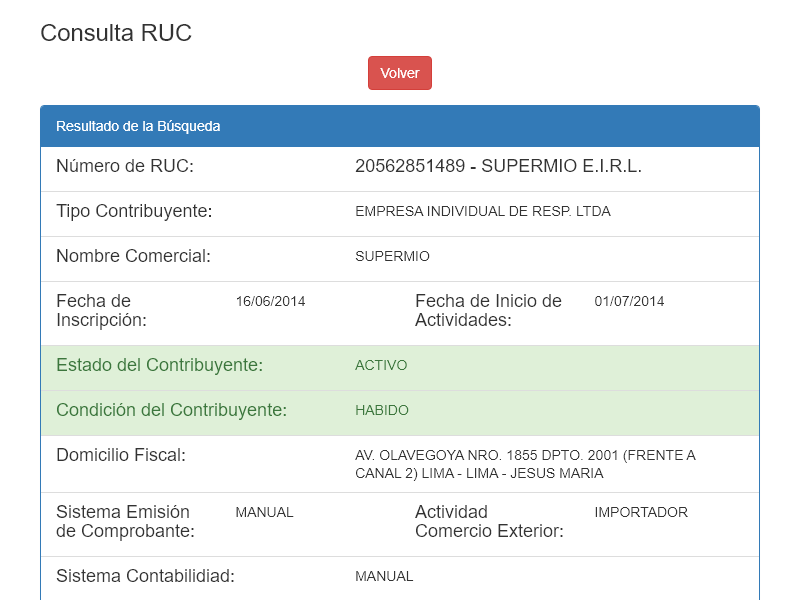 Consulta RUC
Volver
Resultado de la Búsqueda
Número de RUC: 20562851489 - SUPERMIO E.I.R.L.
Tipo Contribuyente: EMPRESA INDIVIDUAL DE RESP. LTDA
Nombre Comercial: SUPERMIO
Fecha de 16/06/2014 Fecha de Inicio de 01/07/2014
Inscripción: Actividades:
Estado del Contribuyente: ACTIVO
Condición del Contribuyente: HABIDO
Domicilio Fiscal: AV. OLAVEGOYA NRO. 1855 DPTO. 2001 (FRENTE A
CANAL 2) LIMA - LIMA - JESUS MARIA
Sistema Emisión MANUAL Actividad IMPORTADOR
de Comprobante: Comercio Exterior:
Sistema Contabilidiad: MANUAL